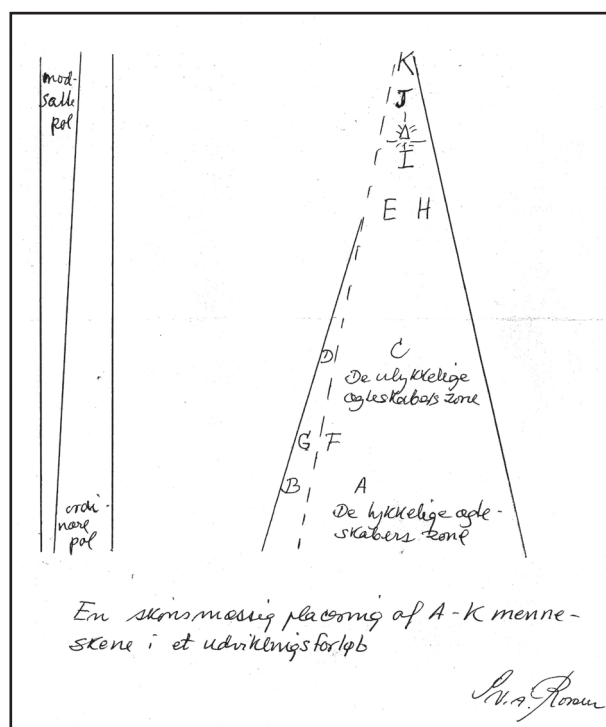 mod-
satte
pol
K
J
I
E H
C
D
De ulykkelige
ægteskabers zone
G F
B
A
De lykkelige ægte-
skabers zone
ordi-
nære
pol
En skønsmæssig placering af A-K menne-
skene i et udviklingsforløb